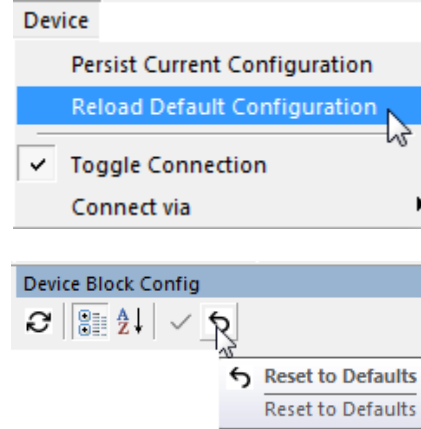 Device
Persist Current Configuration
Reload Default Configuration
Toggle Connection
Connect via
Device Block Config
A
Z
Reset to Defaults
Reset to Defaults